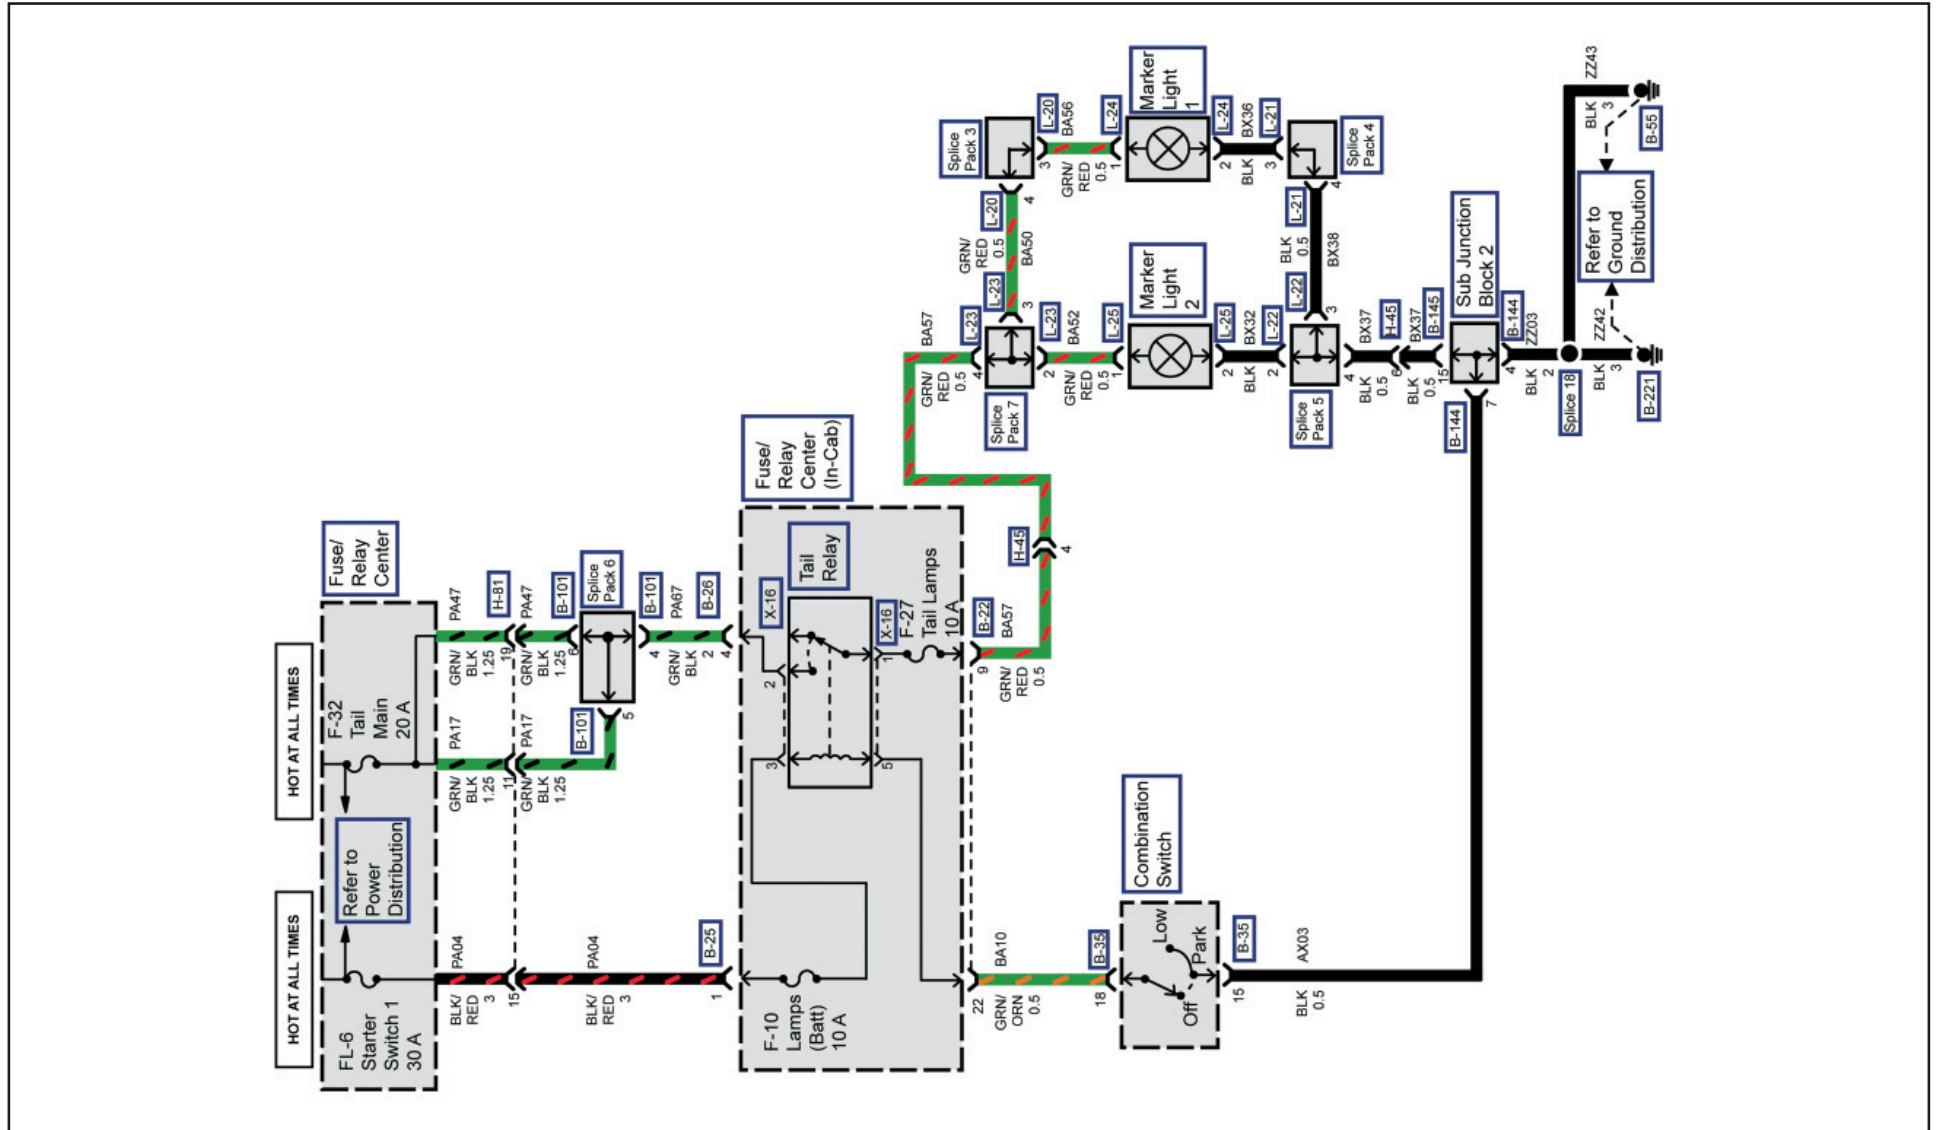 HOT AT ALL TIMES
HOT AT ALL TIMES
FL-6
Starter
Switch 1
30 A
Refer to
Power
Distribution
F-32
Tail
Main
20 A
Fuse/
Relay
Center
BLK/
RED
3
PA04
15
BLK/
RED
3
PA04
1
B-25
GRN/
BLK
1.25
PA17
11
GRN/
BLK
1.25
PA17
B-101
5
GRN/
BLK
1.25
PA47
19
H-81
GRN/
BLK
1.25
PA47
6
B-101
Splice
Pack 6
B-101
4
GRN/
BLK
2
PA67
4
B-26
Fuse/
Relay
Center
(In-Cab)
F-10
Lamps
(Batt)
10 A
X-16
Tail
Relay
2
3
X-16
1
5
F-27
Tail Lamps
10 A
B-22
9
BA57
GRN/
RED
0.5
H-45
4
22
GRN/
ORN
0.5
BA10
18
B-35
Combination
Switch
Off
Low
Park
B-35
15
BLK
0.5
AX03
BA57
GRN/
RED
0.5
4
L-23
L-23
3
Splice
Pack 7
L-23
2
GRN/
RED
0.5
BA52
1
L-25
GRN/
RED
0.5
BA50
L-20
4
Splice
Pack 3
L-20
3
BA56
GRN/
RED
0.5
1
L-24
Marker
Light
1
L-24
2
BX36
BLK
3
L-21
Splice
Pack 4
L-21
4
BLK
0.5
BX38
L-22
3
Marker
Light
2
L-25
2
BX32
BLK
2
L-22
Splice
Pack 5
4
BX37
BLK
0.5
H-45
6
BX37
BLK
0.5
15
B-145
Sub Junction
Block 2
B-144
7
B-144
4
ZZ03
BLK
2
Splice 18
ZZ42
BLK
3
B-221
ZZ43
BLK
3
B-55
Refer to
Ground
Distribution